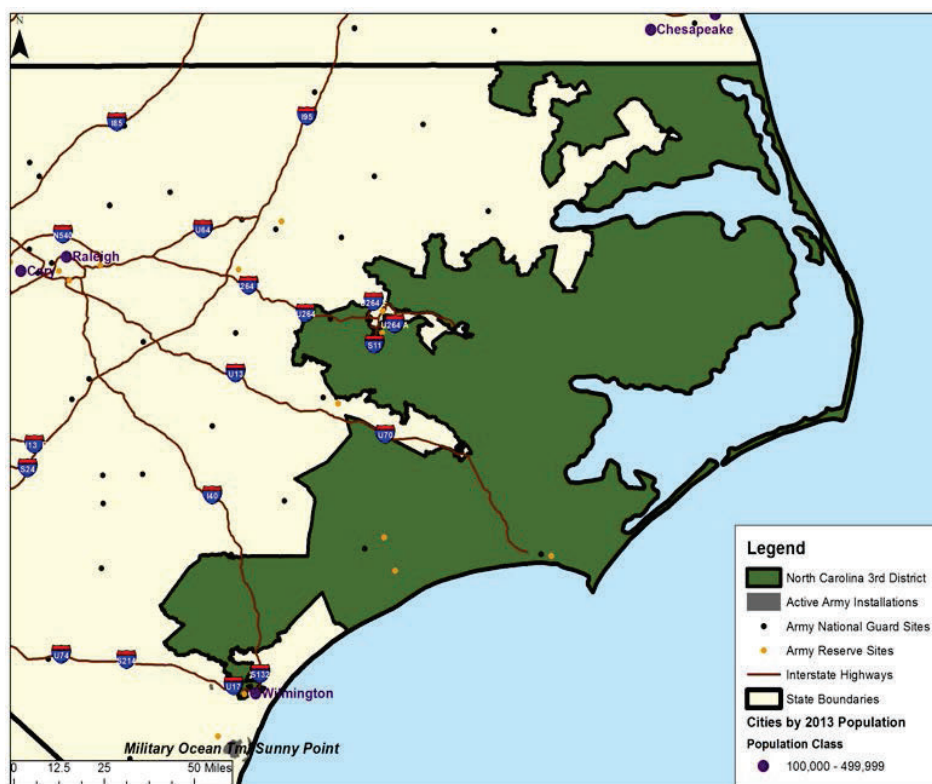 N
Chesapeake
I85
I95
N540
U64
Raleigh
Cary
U264
U264
U264 A
S11
U13
U70
I13
S24
I40
U74
S214
S132
U17
Wilmington
Military Ocean Tml Sunny Point
0 12.5 25 50 Miles
Legend
North Carolina 3rd District
Active Army Installations
Army National Guard Sites
Army Reserve Sites
Interstate Highways
State Boundaries
Cities by 2013 Population
Population Class
100,000 - 499,999